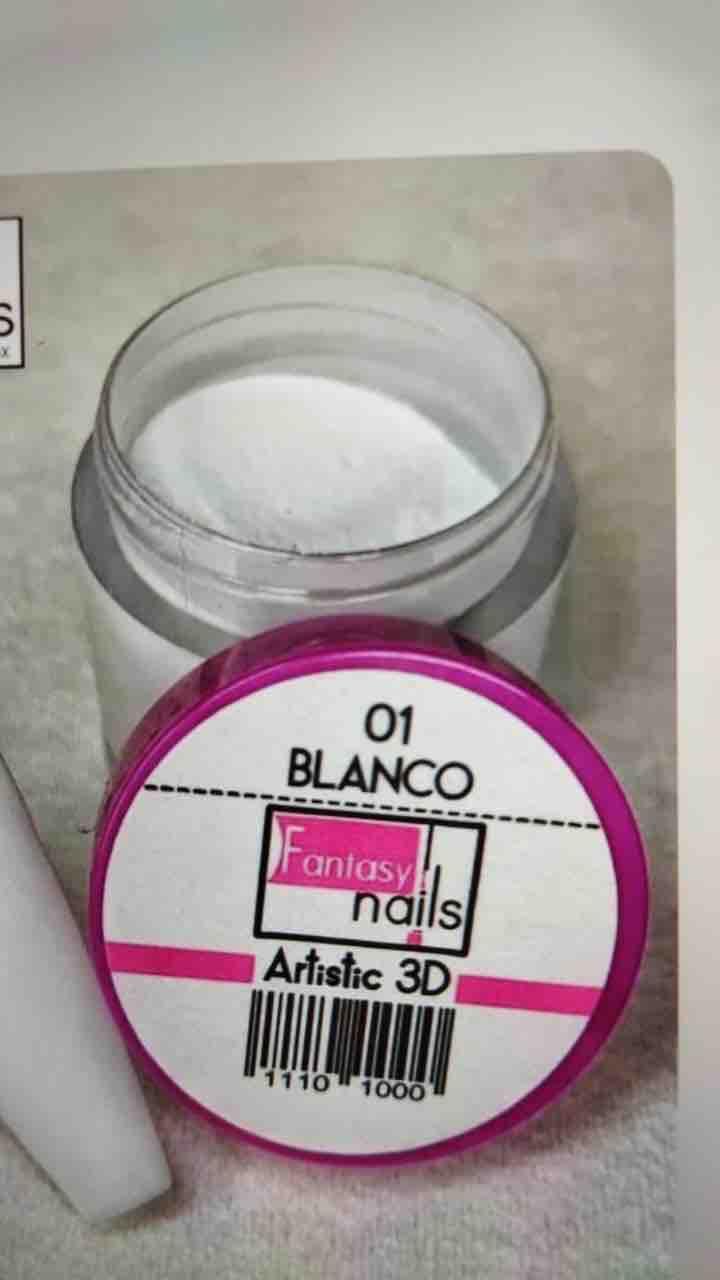 S
X
01
BLANCO
Fantasy
nails
Artistic 3D
1110 1000